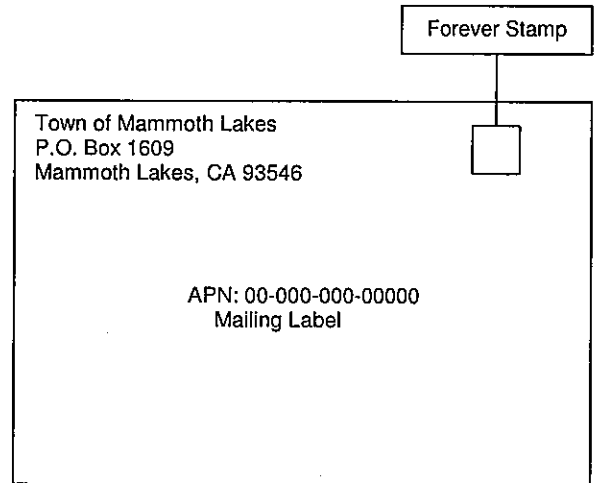 Forever Stamp
Town of Mammoth Lakes
P.O. Box 1609
Mammoth Lakes, CA 93546
APN: 00-000-000-00000
Mailing Label